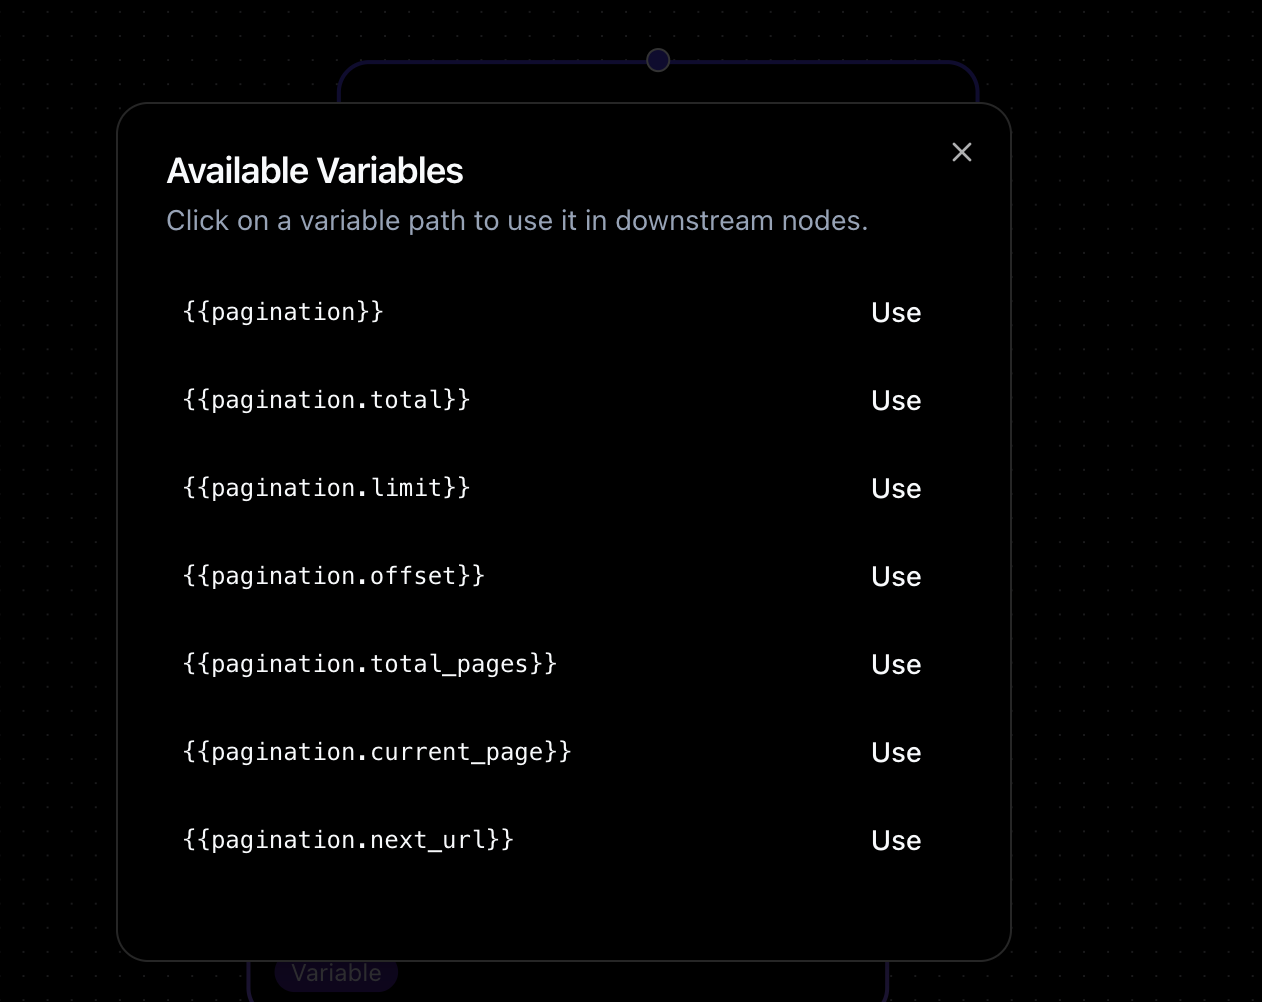 Available Variables
Click on a variable path to use it in downstream nodes.
{{pagination}} Use
{{pagination.total}} Use
{{pagination.limit}} Use
{{pagination.offset}} Use
{{pagination.total_pages}} Use
{{pagination.current_page}} Use
{{pagination.next_url}} Use
Variable